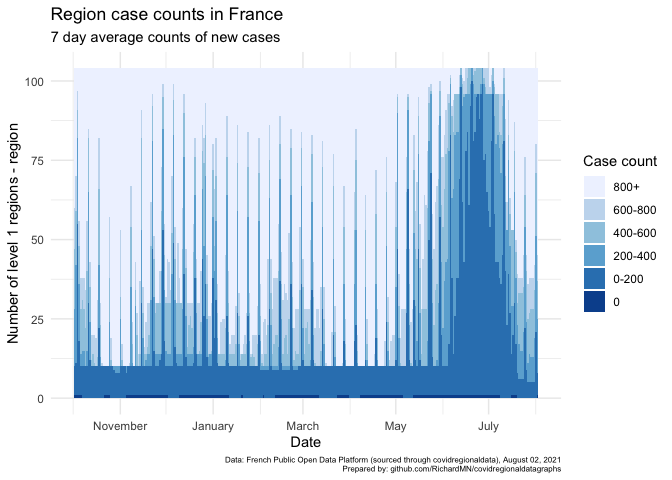 Region case counts in France
7 day average counts of new cases
Number of level 1 regions - region
100
75
50
25
0
November
January
March
May
July
Date
Case count
800+
600-800
400-600
200-400
0-200
0
Data: French Public Open Data Platform (sourced through covidregionaldata), August 02, 2021
Prepared by: github.com/RichardMN/covidregionaldatagraphs